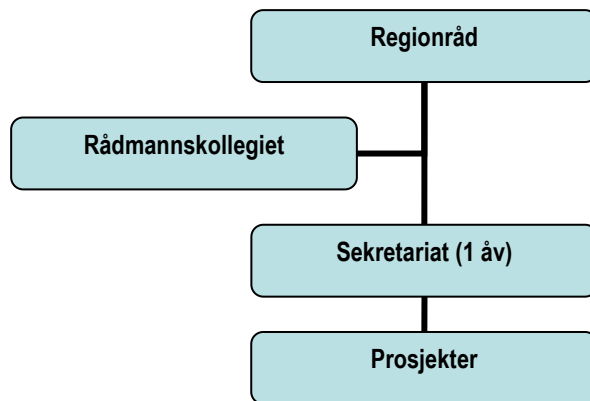 Regionråd
Rådmannskollegiet
Sekretariat (1 åv)
Prosjekter